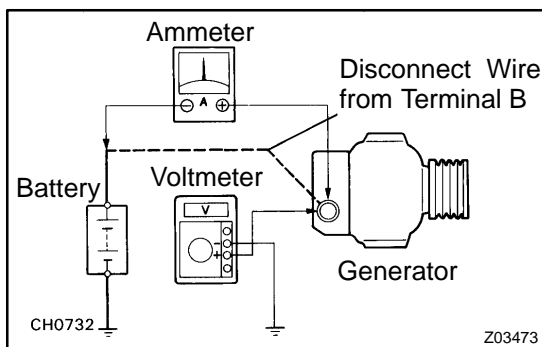 Ammeter
− A +
Disconnect Wire
from Terminal B
Battery
Voltmeter
V
−
+
Generator
CH0732
Z03473